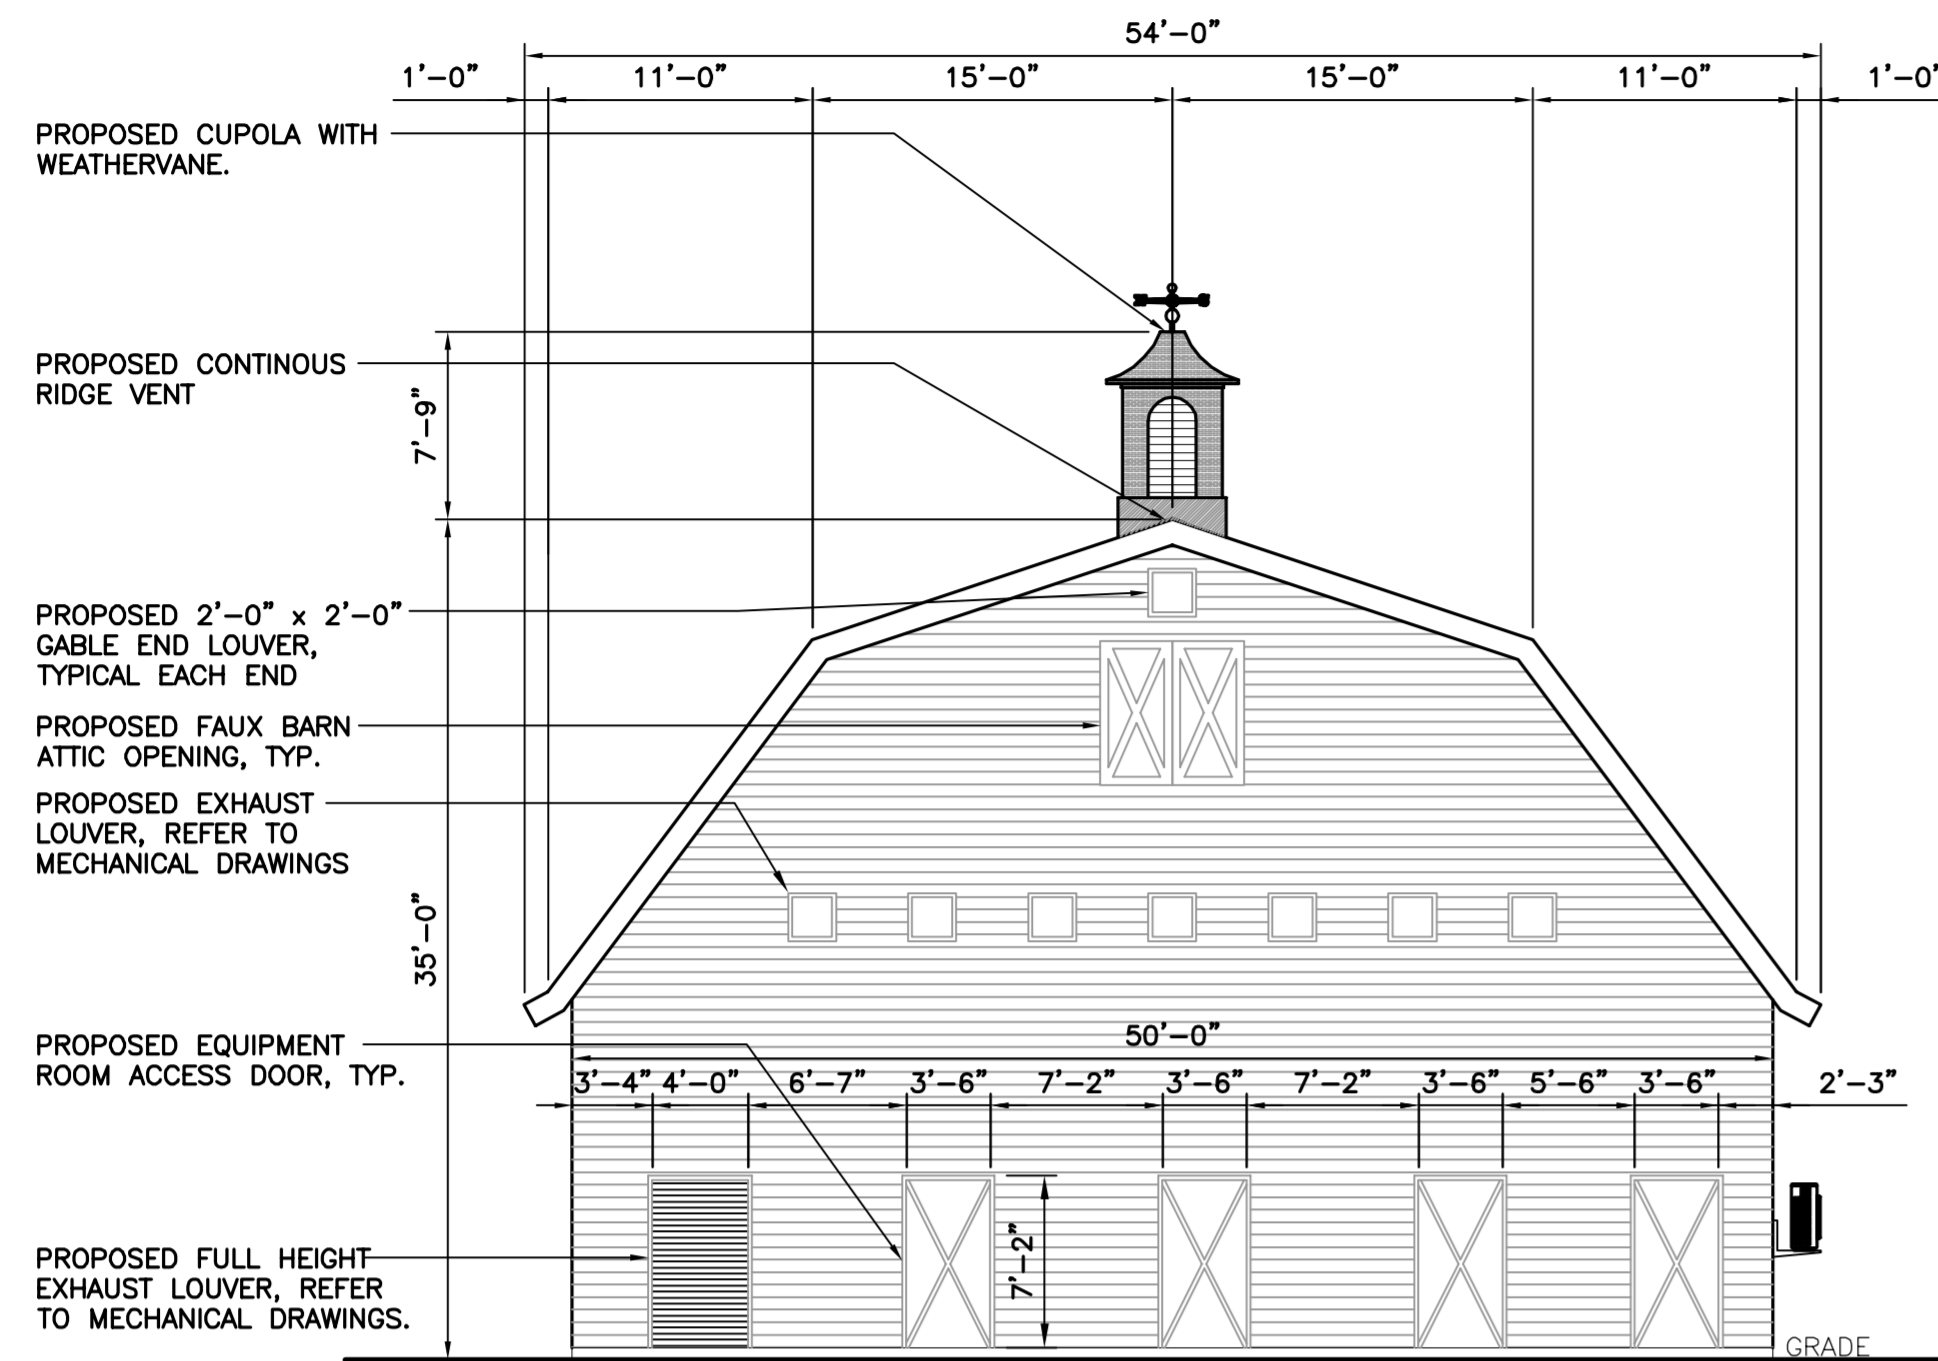 54'-0"
1'-0" 11'-0" 15'-0" 15'-0" 11'-0" 1'-0"
PROPOSED CUPOLA WITH
WEATHERVANE.
PROPOSED CONTINOUS
RIDGE VENT
7'-9"
PROPOSED 2'-0" x 2'-0"
GABLE END LOUVER,
TYPICAL EACH END
PROPOSED FAUX BARN
ATTIC OPENING, TYP.
PROPOSED EXHAUST
LOUVER, REFER TO
MECHANICAL DRAWINGS
35'-0"
PROPOSED EQUIPMENT
ROOM ACCESS DOOR, TYP.
50'-0"
3'-4" 4'-0" 6'-7" 3'-6" 7'-2" 3'-6" 7'-2" 3'-6" 5'-6" 3'-6" 2'-3"
7'-2"
PROPOSED FULL HEIGHT
EXHAUST LOUVER, REFER
TO MECHANICAL DRAWINGS.
GRADE